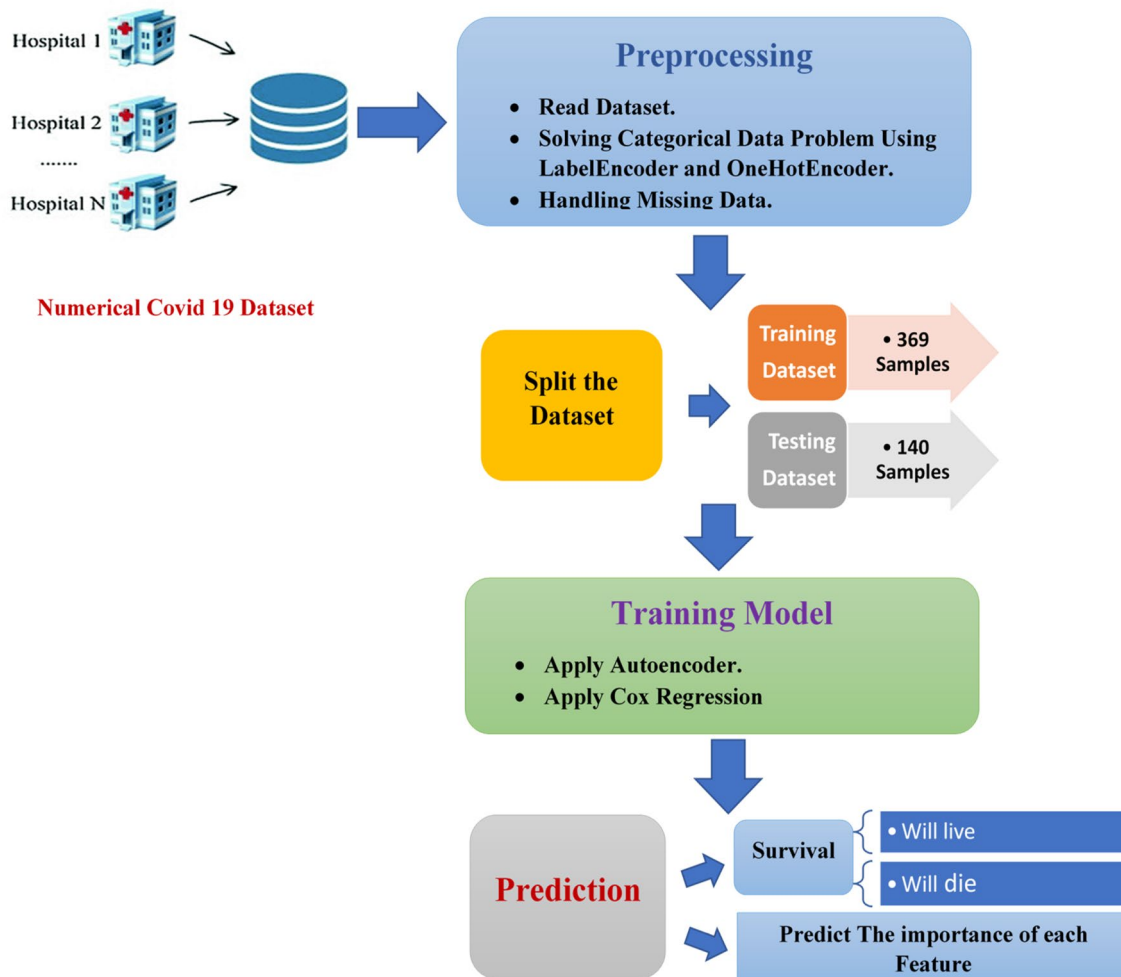 Hospital 1
Hospital 2
.......
Hospital N
Numerical Covid 19 Dataset
Preprocessing
• Read Dataset.
• Solving Categorical Data Problem Using
LabelEncoder and OneHotEncoder.
• Handling Missing Data.
Split the
Dataset
Training
Dataset
• 369
Samples
Testing
Dataset
• 140
Samples
Training Model
• Apply Autoencoder.
• Apply Cox Regression
Prediction
Survival
• Will live
• Will die
Predict The importance of each
Feature